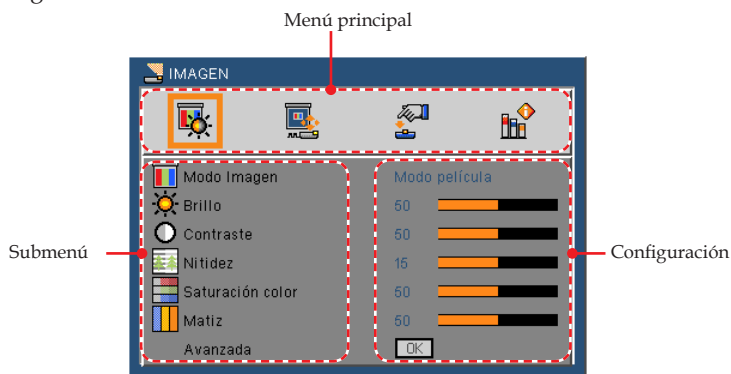 Menú principal
IMAGEN
Modo Imagen Modo película
Brillo 50
Contraste 50
Submenú
Configuración
Nitidez 15
Saturación color 50
Matiz 50
Avanzada OK